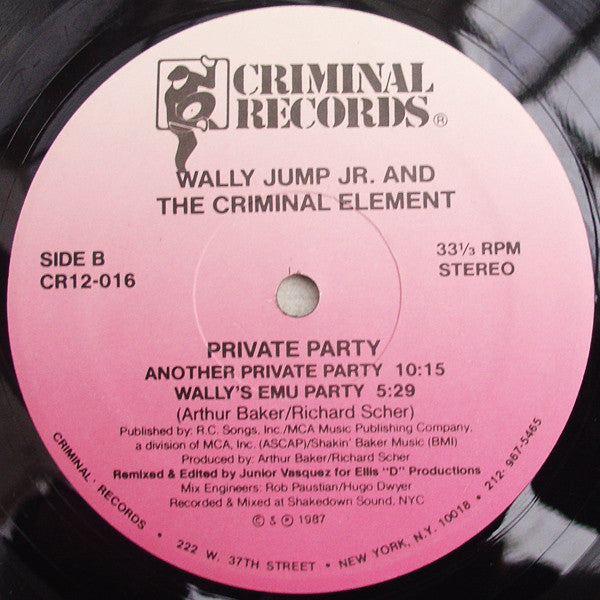 CRIMINAL
RECORDS®
WALLY JUMP JR. AND
THE CRIMINAL ELEMENT
SIDE B
CR12-016
33⅓ RPM
STEREO
PRIVATE PARTY
ANOTHER PRIVATE PARTY 10:15
WALLY'S EMU PARTY 5:29
(Arthur Baker/Richard Scher)
Published by: R.C. Songs, Inc./MCA Music Publishing Company,
a division of MCA, Inc. (ASCAP)/Shakin' Baker Music (BMI)
Produced by: Arthur Baker/Richard Scher
Remixed & Edited by Junior Vasquez for Ellis "D" Productions
Mix Engineers: Rob Paustian/Hugo Dwyer
Recorded & Mixed at Shakedown Sound, NYC
© & ℗ 1987
CRIMINAL' RECORDS • 222 W. 37TH STREET • NEW YORK, N.Y. 10018 • 212-967-5465